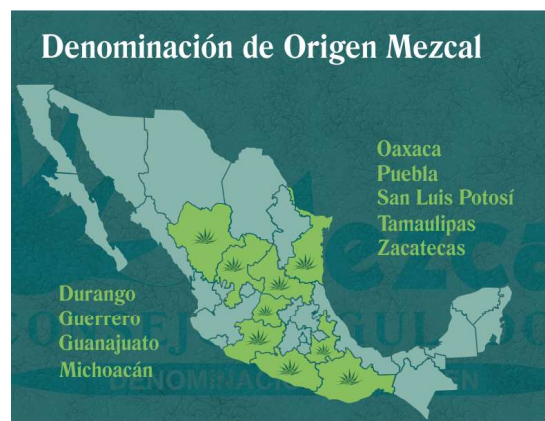 Denominación de Origen Mezcal
Oaxaca
Puebla
San Luis Potosí
Tamaulipas
Zacatecas
Durango
Guerrero
Guanajuato
Michoacán